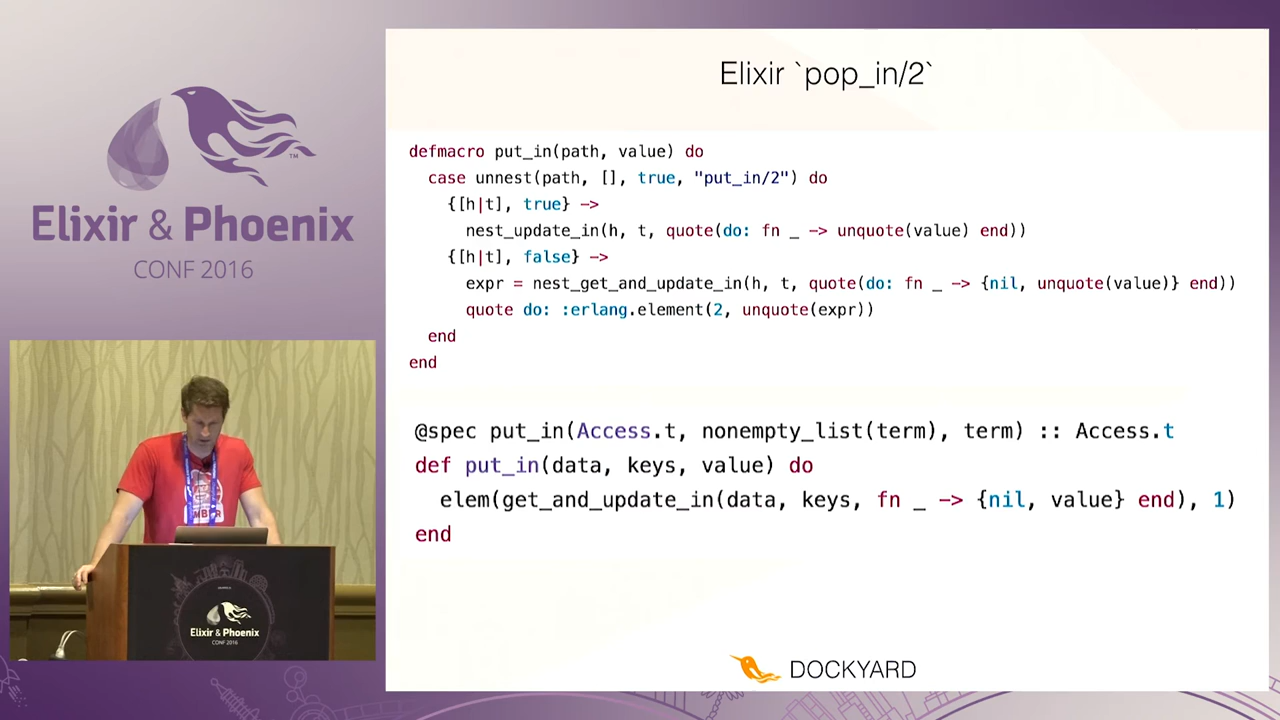 Elixir & Phoenix
CONF 2016
TM
Elixir `pop_in/2`
defmacro put_in(path, value) do
  case unnest(path, [], true, "put_in/2") do
    {[h|t], true} ->
      nest_update_in(h, t, quote(do: fn _ -> unquote(value) end))
    {[h|t], false} ->
      expr = nest_get_and_update_in(h, t, quote(do: fn _ -> {nil, unquote(value)} end))
      quote do: :erlang.element(2, unquote(expr))
  end
end
@spec put_in(Access.t, nonempty_list(term), term) :: Access.t
def put_in(data, keys, value) do
  elem(get_and_update_in(data, keys, fn _ -> {nil, value} end), 1)
end
DOCKYARD
Elixir & Phoenix
CONF 2016